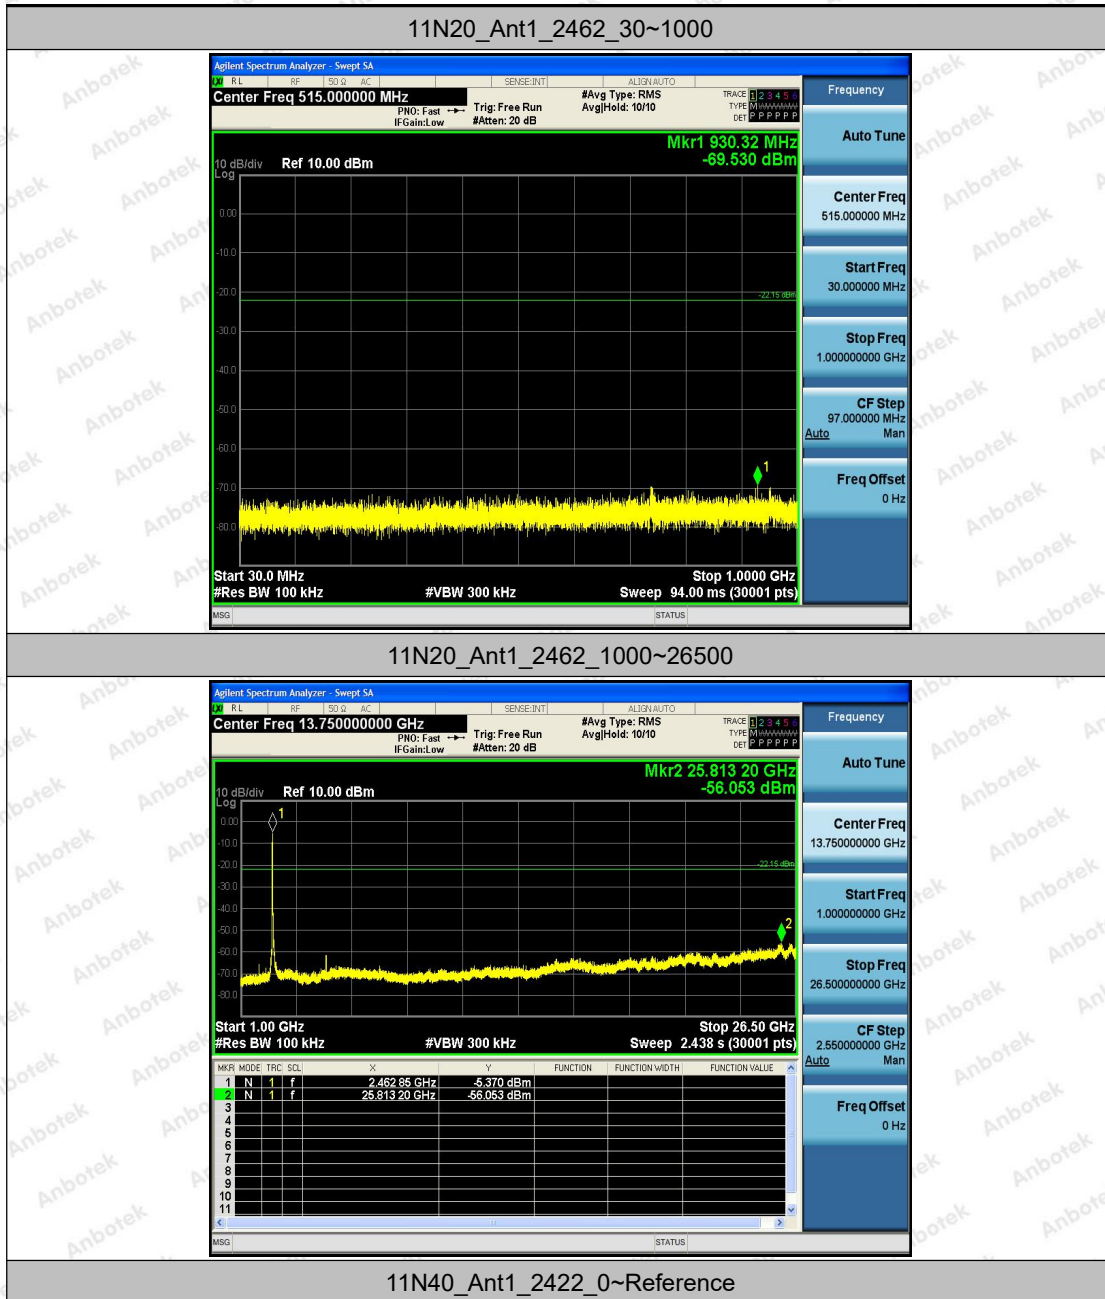 11N20_Ant1_2462_30~1000
Agilent Spectrum Analyzer - Swept SA
RL RF 50 Ω AC SENSE:INT ALIGN AUTO
Center Freq 515.000000 MHz
PNO: Fast
IFGain:Low
Trig: Free Run
#Atten: 20 dB
#Avg Type: RMS
Avg|Hold: 10/10
TRACE 1 2 3 4 5 6
TYPE M
DET P P P P P P
Mkr1 930.32 MHz
-69.530 dBm
10 dB/div
Log
Ref 10.00 dBm
0.00
-10.0
-20.0
-22.15 dBm
-30.0
-40.0
-50.0
-60.0
1
-70.0
-80.0
Start 30.0 MHz
Stop 1.0000 GHz
#Res BW 100 kHz
#VBW 300 kHz
Sweep 94.00 ms (30001 pts)
MSG
STATUS
Frequency
Auto Tune
Center Freq
515.000000 MHz
Start Freq
30.000000 MHz
Stop Freq
1.000000000 GHz
CF Step
97.000000 MHz
Auto Man
Freq Offset
0 Hz
11N20_Ant1_2462_1000~26500
Agilent Spectrum Analyzer - Swept SA
RL RF 50 Ω AC SENSE:INT ALIGN AUTO
Center Freq 13.750000000 GHz
PNO: Fast
IFGain:Low
Trig: Free Run
#Atten: 20 dB
#Avg Type: RMS
Avg|Hold: 10/10
TRACE 1 2 3 4 5 6
TYPE M
DET P P P P P P
Mkr2 25.813 20 GHz
-56.053 dBm
10 dB/div
Log
Ref 10.00 dBm
1
0.00
-10.0
-20.0
-22.15 dBm
-30.0
-40.0
-50.0
2
-60.0
-70.0
-80.0
Start 1.00 GHz
Stop 26.50 GHz
#Res BW 100 kHz
#VBW 300 kHz
Sweep 2.438 s (30001 pts)
MKR MODE TRC SCL X Y FUNCTION FUNCTION WIDTH FUNCTION VALUE
1 N 1 f 2.462 85 GHz -5.370 dBm
2 N 1 f 25.813 20 GHz -56.053 dBm
3
4
5
6
7
8
9
10
11
MSG
STATUS
Frequency
Auto Tune
Center Freq
13.750000000 GHz
Start Freq
1.000000000 GHz
Stop Freq
26.500000000 GHz
CF Step
2.550000000 GHz
Auto Man
Freq Offset
0 Hz
11N40_Ant1_2422_0~Reference
Anbotek